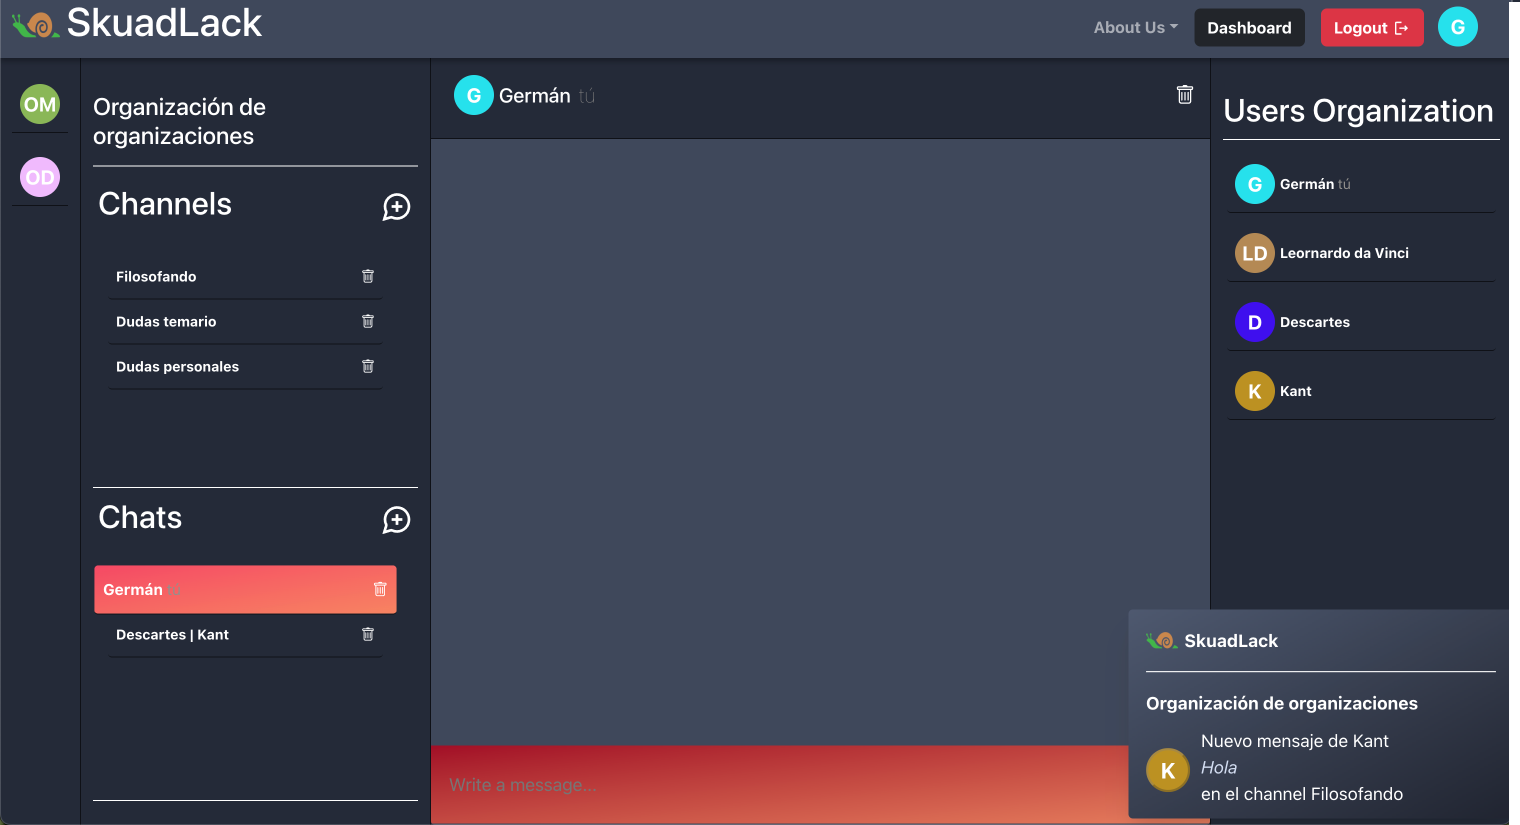 SkuadLack
About Us
Dashboard
Logout
G
OM
OD
Organización de
organizaciones
Channels
Filosofando
Dudas temario
Dudas personales
Chats
Germán tú
Descartes | Kant
G Germán tú
Write a message...
Users Organization
G Germán tú
LD Leornardo da Vinci
D Descartes
K Kant
SkuadLack
Organización de organizaciones
Nuevo mensaje de Kant
K
Hola
en el channel Filosofando